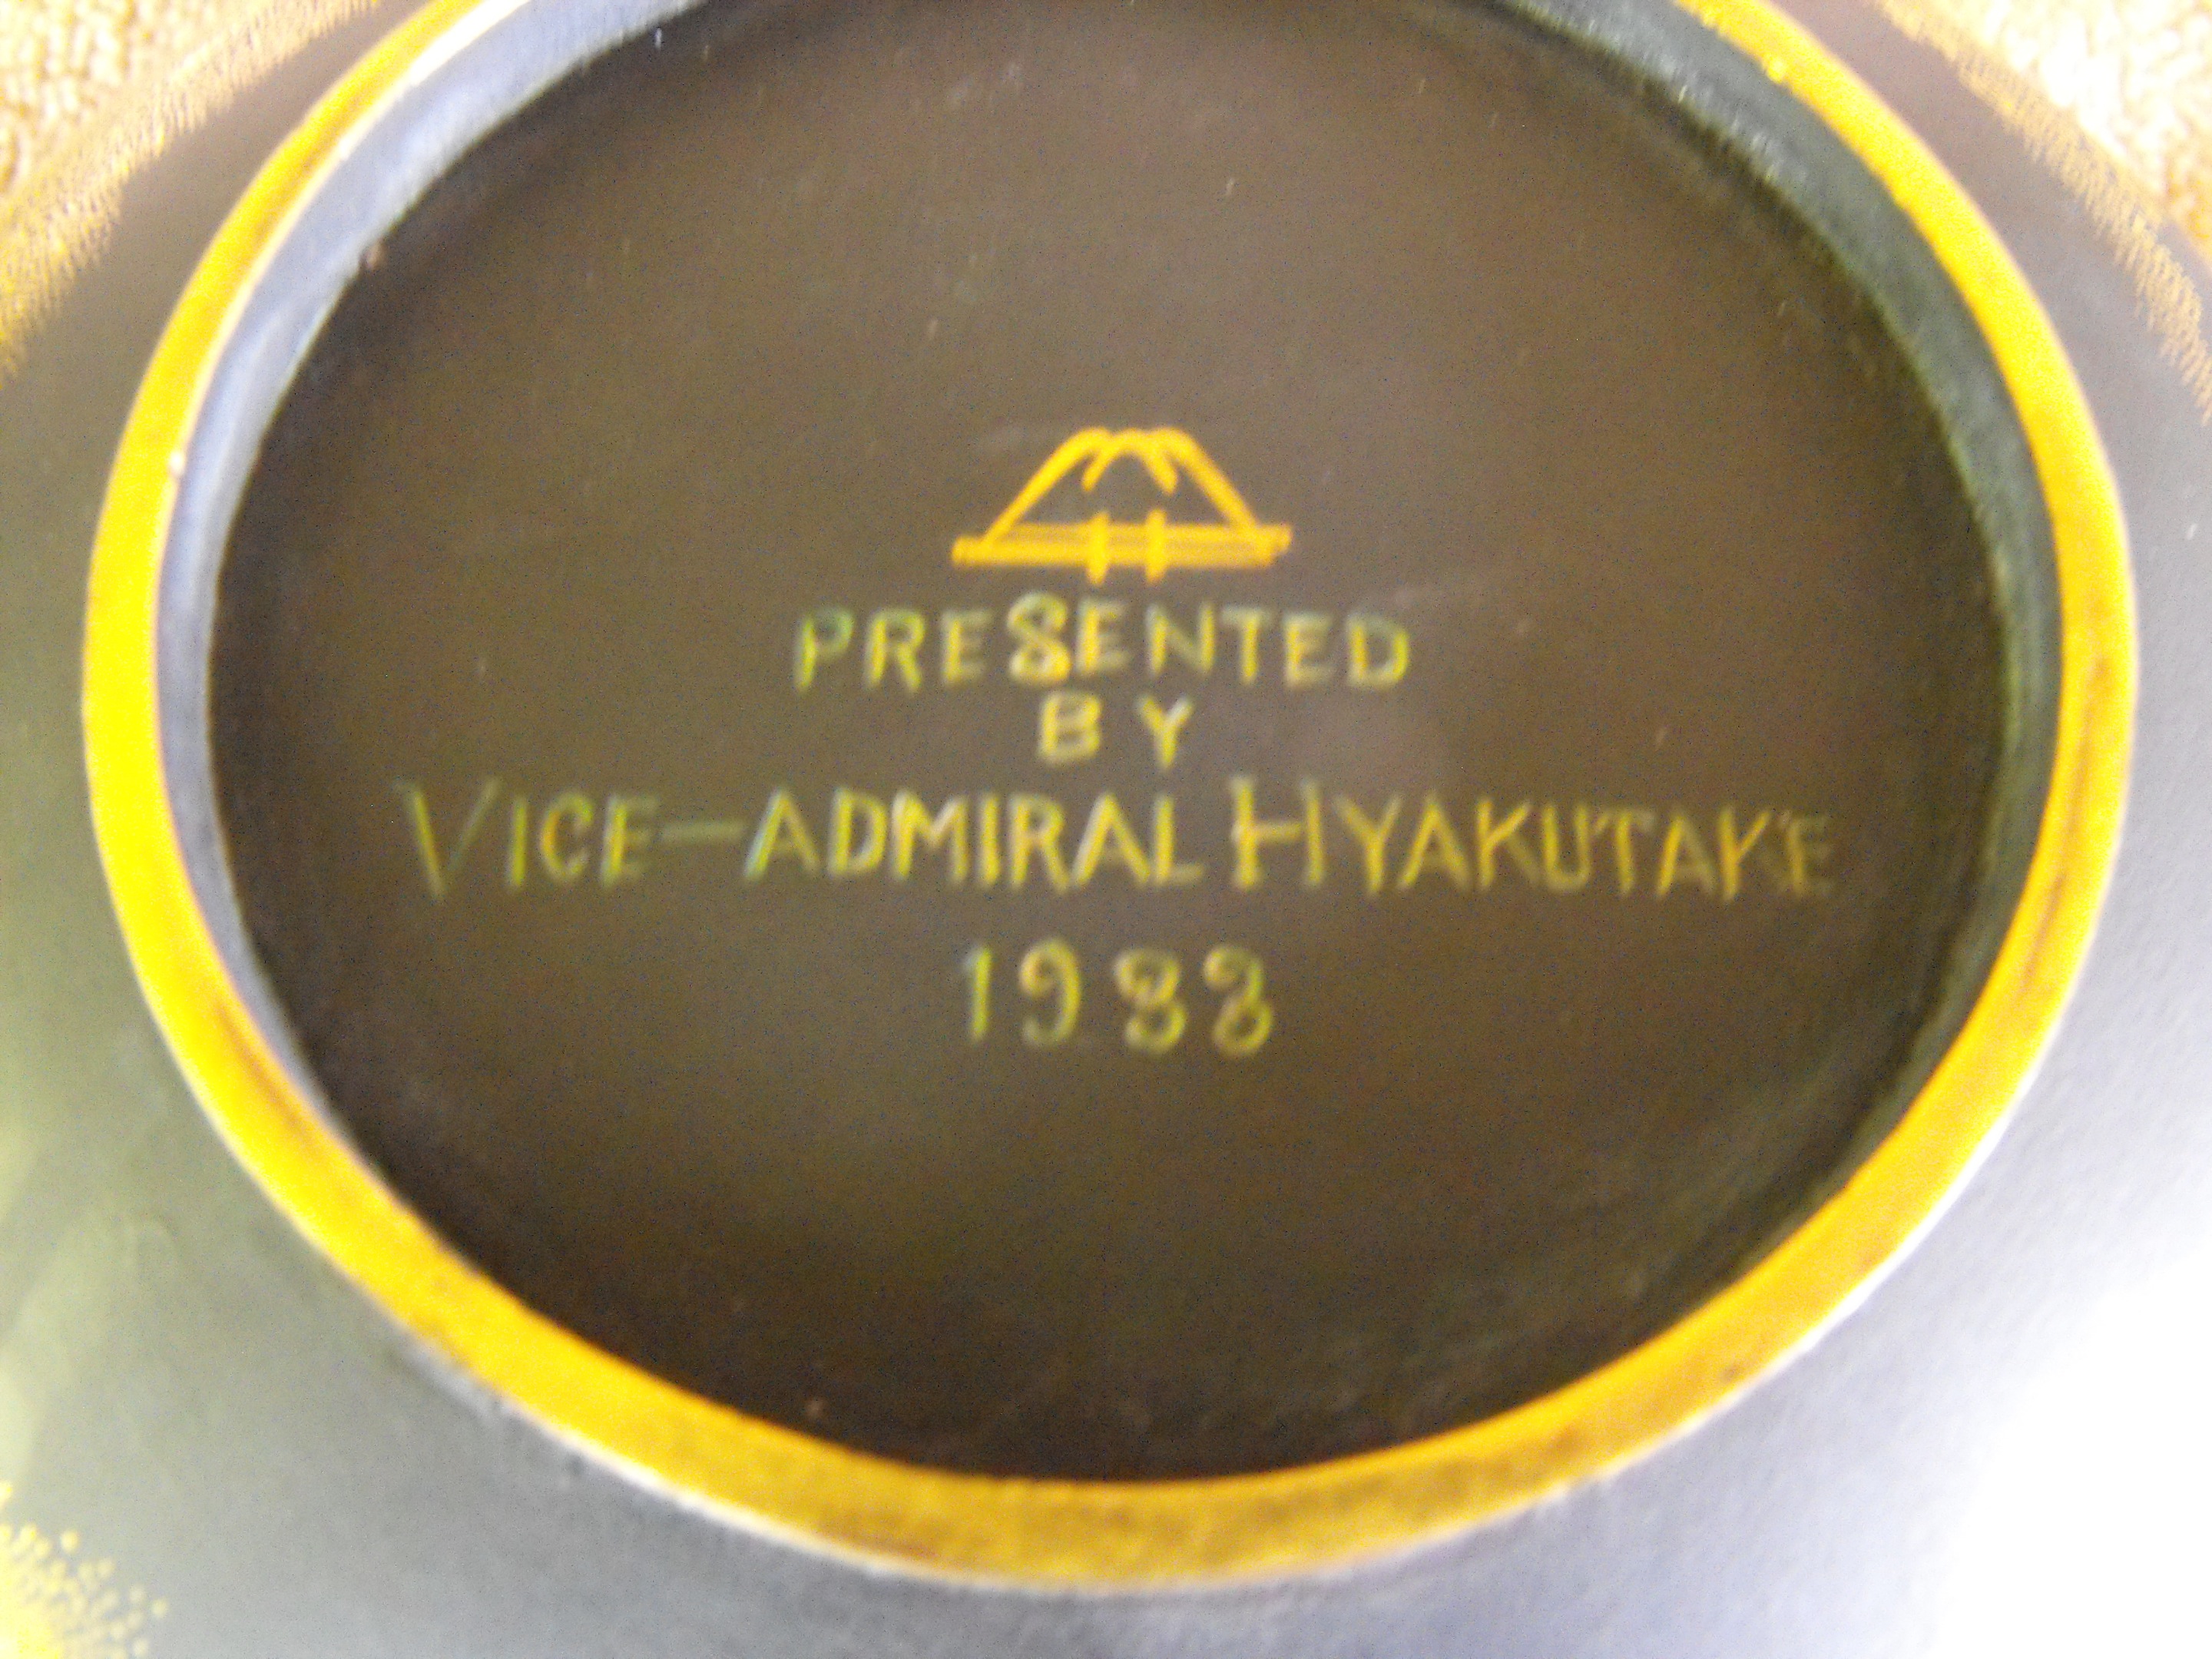 PRESENTED
BY
VICE-ADMIRAL HYAKUTAKE
1933